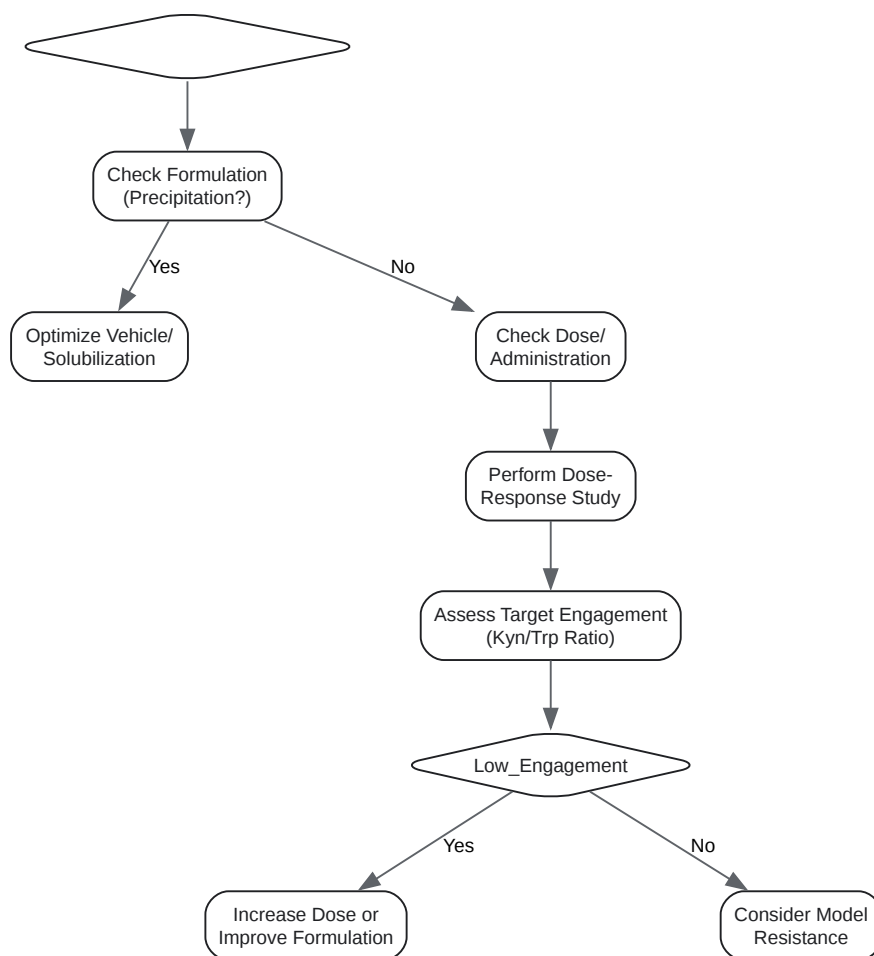 Check Formulation
(Precipitation?)
Yes
No
Optimize Vehicle/
Solubilization
Check Dose/
Administration
Perform Dose-
Response Study
Assess Target Engagement
(Kyn/Trp Ratio)
Low_Engagement
Yes
No
Increase Dose or
Improve Formulation
Consider Model
Resistance